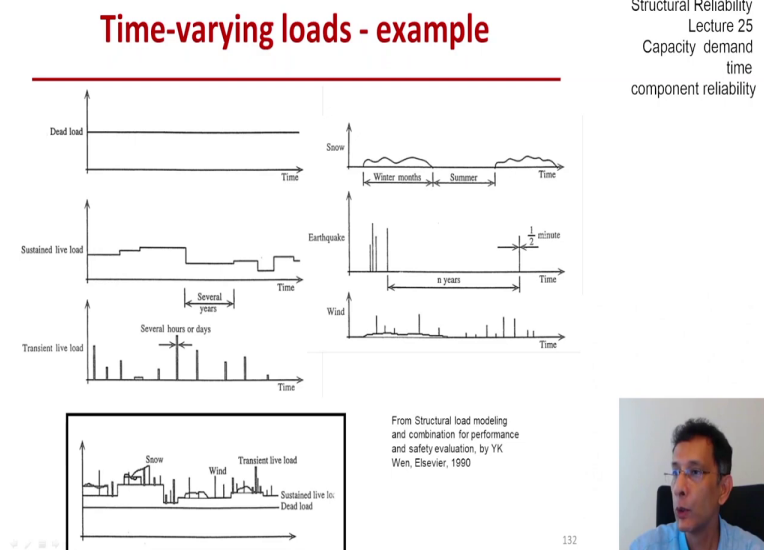 Time-varying loads - example
Structural Reliability
Lecture 25
Capacity demand
time
component reliability
Dead load
Time
Sustained live load
Time
Several
years
Transient live load
Several hours or days
Time
Snow
Winter months
Summer
Time
Earthquake
1/2 minute
n years
Time
Wind
Time
Snow
Wind
Transient live load
Sustained live lo
Dead load
From Structural load modeling
and combination for performance
and safety evaluation, by YK
Wen, Elsevier, 1990
132